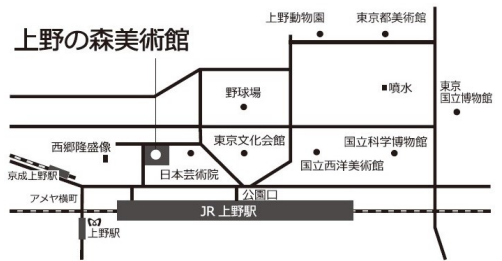 上野動物園
東京都美術館
上野の森美術館
噴水
東京
国立博物館
野球場
西郷隆盛像
東京文化会館
国立科学博物館
国立西洋美術館
日本芸術院
京成上野駅
アメヤ横町
公園口
JR 上野駅
上野駅